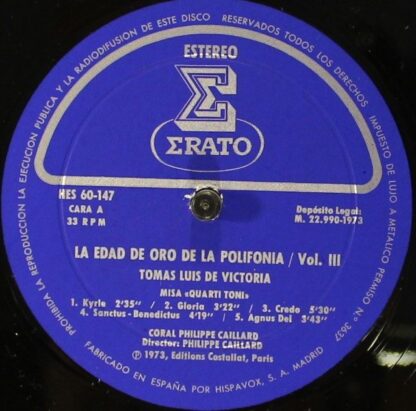 PROHIBIDA LA REPRODUCCION LA EJECUCION PUBLICA Y LA RADIODIFUSION DE ESTE DISCO RESERVADOS TODOS LOS DERECHOS IMPUESTO DE LUJO A METALICO PERMISO N.º 3637
ESTEREO
Σ
ΣRATO
HES 60-147
CARA A
33 RPM
Depósito Legal:
M. 22.990-1973
LA EDAD DE ORO DE LA POLIFONIA / Vol. III
TOMAS LUIS DE VICTORIA
MISA «QUARTI TONI»
1. Kyrie 2'35" / 2. Gloria 3'22" / 3. Credo 5'30"
4. Sanctus-Benedictus 4'19" / 5. Agnus Dei 3'43"
CORAL PHILIPPE CAILLARD
Director: PHILIPPE CAILLARD
℗ 1973, Editions Costallat, Paris
FABRICADO EN ESPAÑA POR HISPAVOX, S. A. MADRID